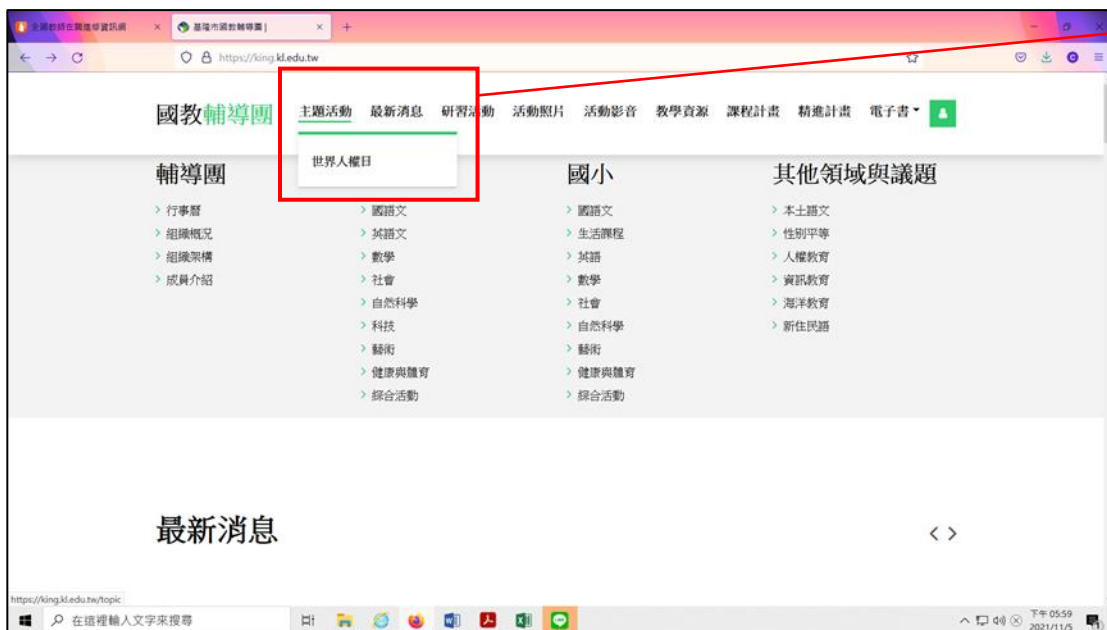 全國教師在職進修資訊網
基隆市國教輔導團 |
https://king.kl.edu.tw
國教輔導團 主題活動 最新消息 研習活動 活動照片 活動影音 教學資源 課程計畫 精進計畫 電子書
世界人權日
輔導團
行事曆
組織概況
組織架構
成員介紹
國語文
英語文
數學
社會
自然科學
科技
藝術
健康與體育
綜合活動
國小
國語文
生活課程
英語
數學
社會
自然科學
藝術
健康與體育
綜合活動
其他領域與議題
本土語文
性別平等
人權教育
資訊教育
海洋教育
新住民語
最新消息
https://king.kl.edu.tw/topic
在這裡輸入文字來搜尋
下午 05:59
2021/11/5